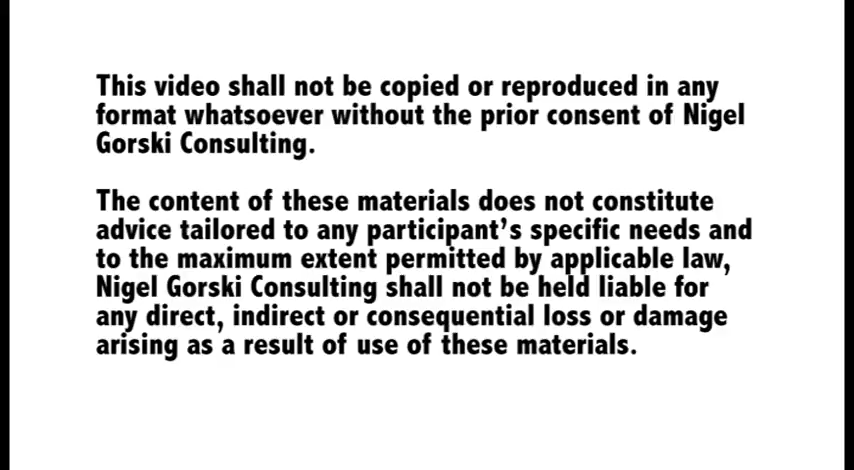 This video shall not be copied or reproduced in any
format whatsoever without the prior consent of Nigel
Gorski Consulting.
The content of these materials does not constitute
advice tailored to any participant's specific needs and
to the maximum extent permitted by applicable law,
Nigel Gorski Consulting shall not be held liable for
any direct, indirect or consequential loss or damage
arising as a result of use of these materials.